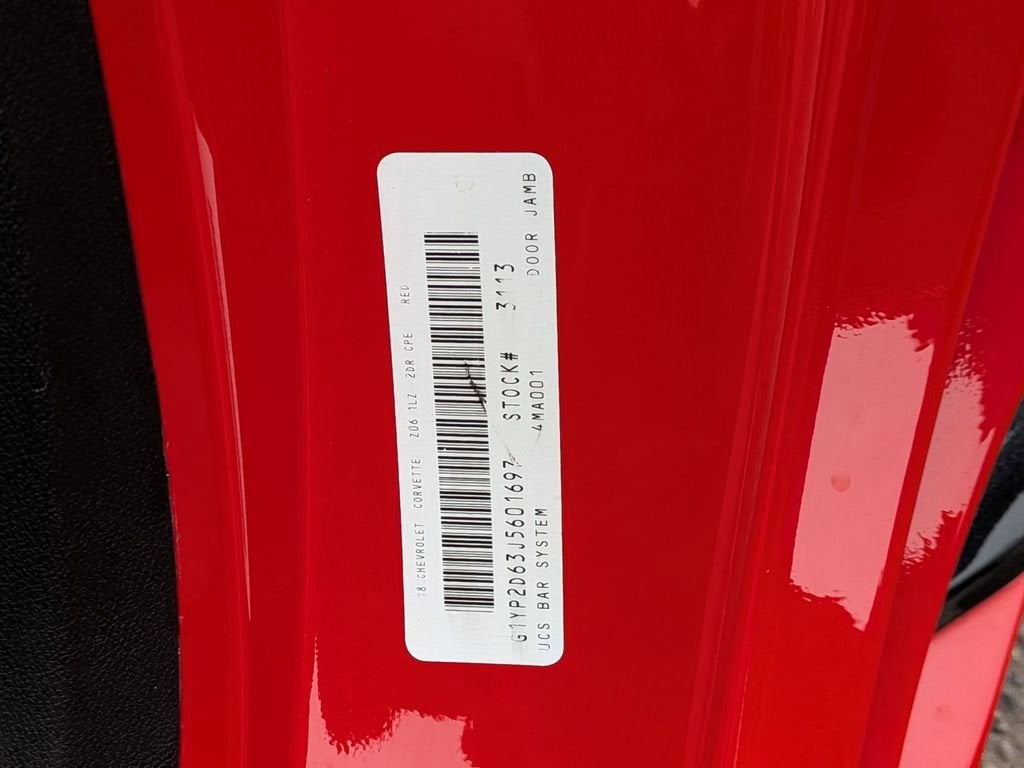 18 CHEVROLET CORVETTE Z06 1LZ 2DR CPE RED
G1YP2D63J5601697 STOCK# 3113
UCS BAR SYSTEM 4MA001 DOOR JAMB